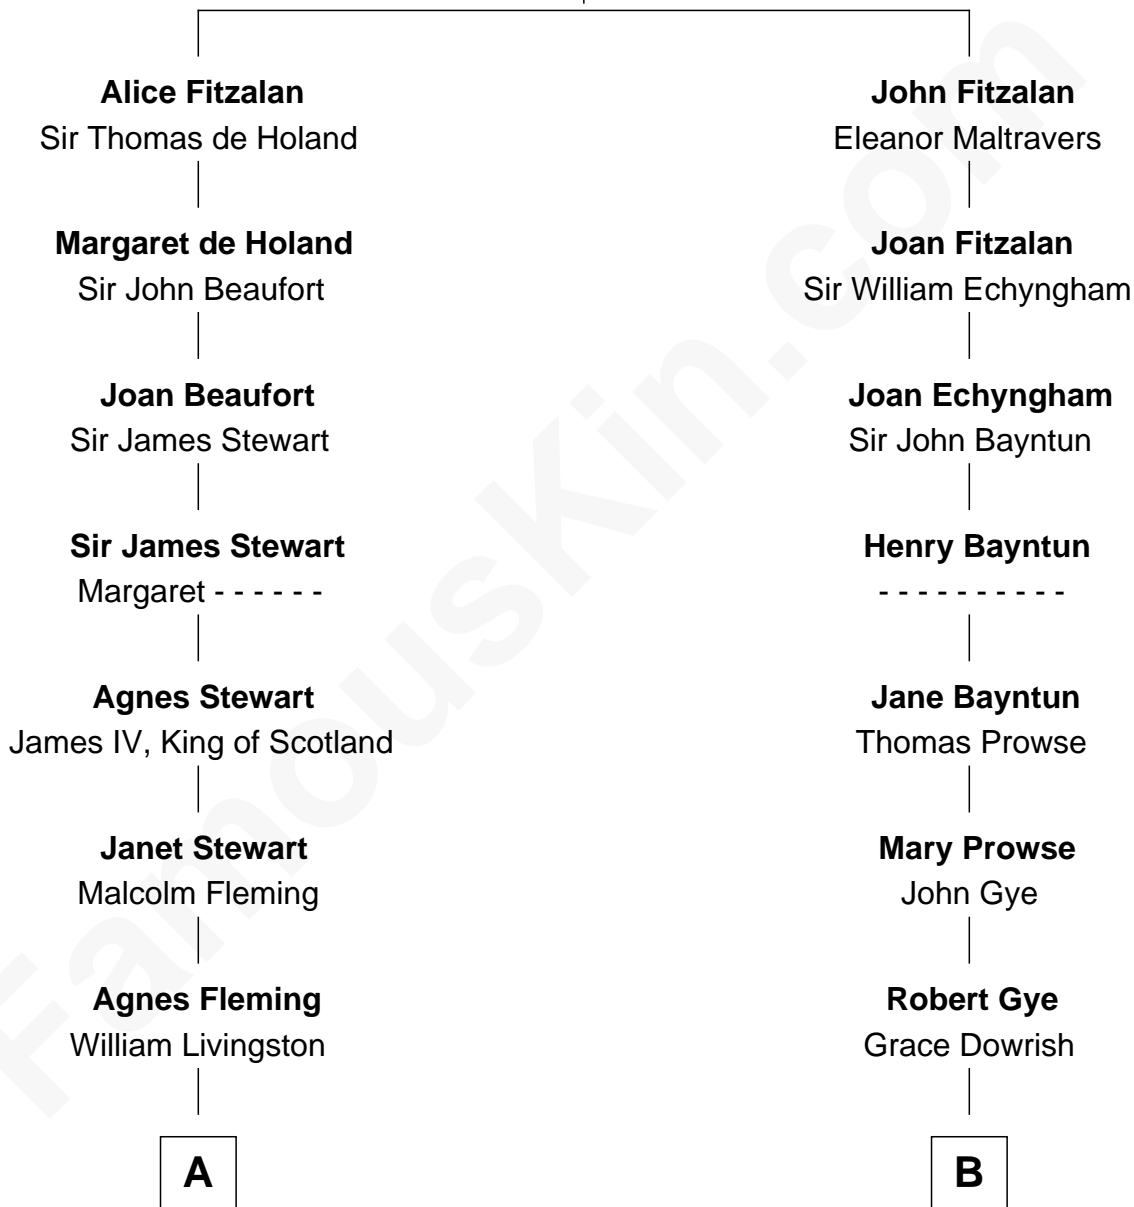 Alice Fitzalan
Sir Thomas de Holand
Margaret de Holand
Sir John Beaufort
Joan Beaufort
Sir James Stewart
Sir James Stewart
Margaret - - - - - -
Agnes Stewart
James IV, King of Scotland
Janet Stewart
Malcolm Fleming
Agnes Fleming
William Livingston
A
John Fitzalan
Eleanor Maltravers
Joan Fitzalan
Sir William Echyngham
Joan Echyngham
Sir John Bayntun
Henry Bayntun
- - - - - - - - - -
Jane Bayntun
Thomas Prowse
Mary Prowse
John Gye
Robert Gye
Grace Dowrish
B
FamousKin.com